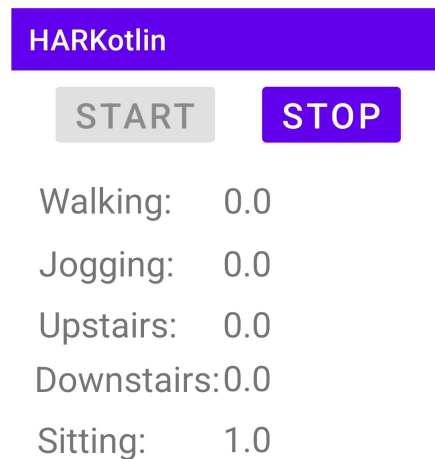 HARKotlin
START STOP
Walking: 0.0
Jogging: 0.0
Upstairs: 0.0
Downstairs: 0.0
Sitting: 1.0